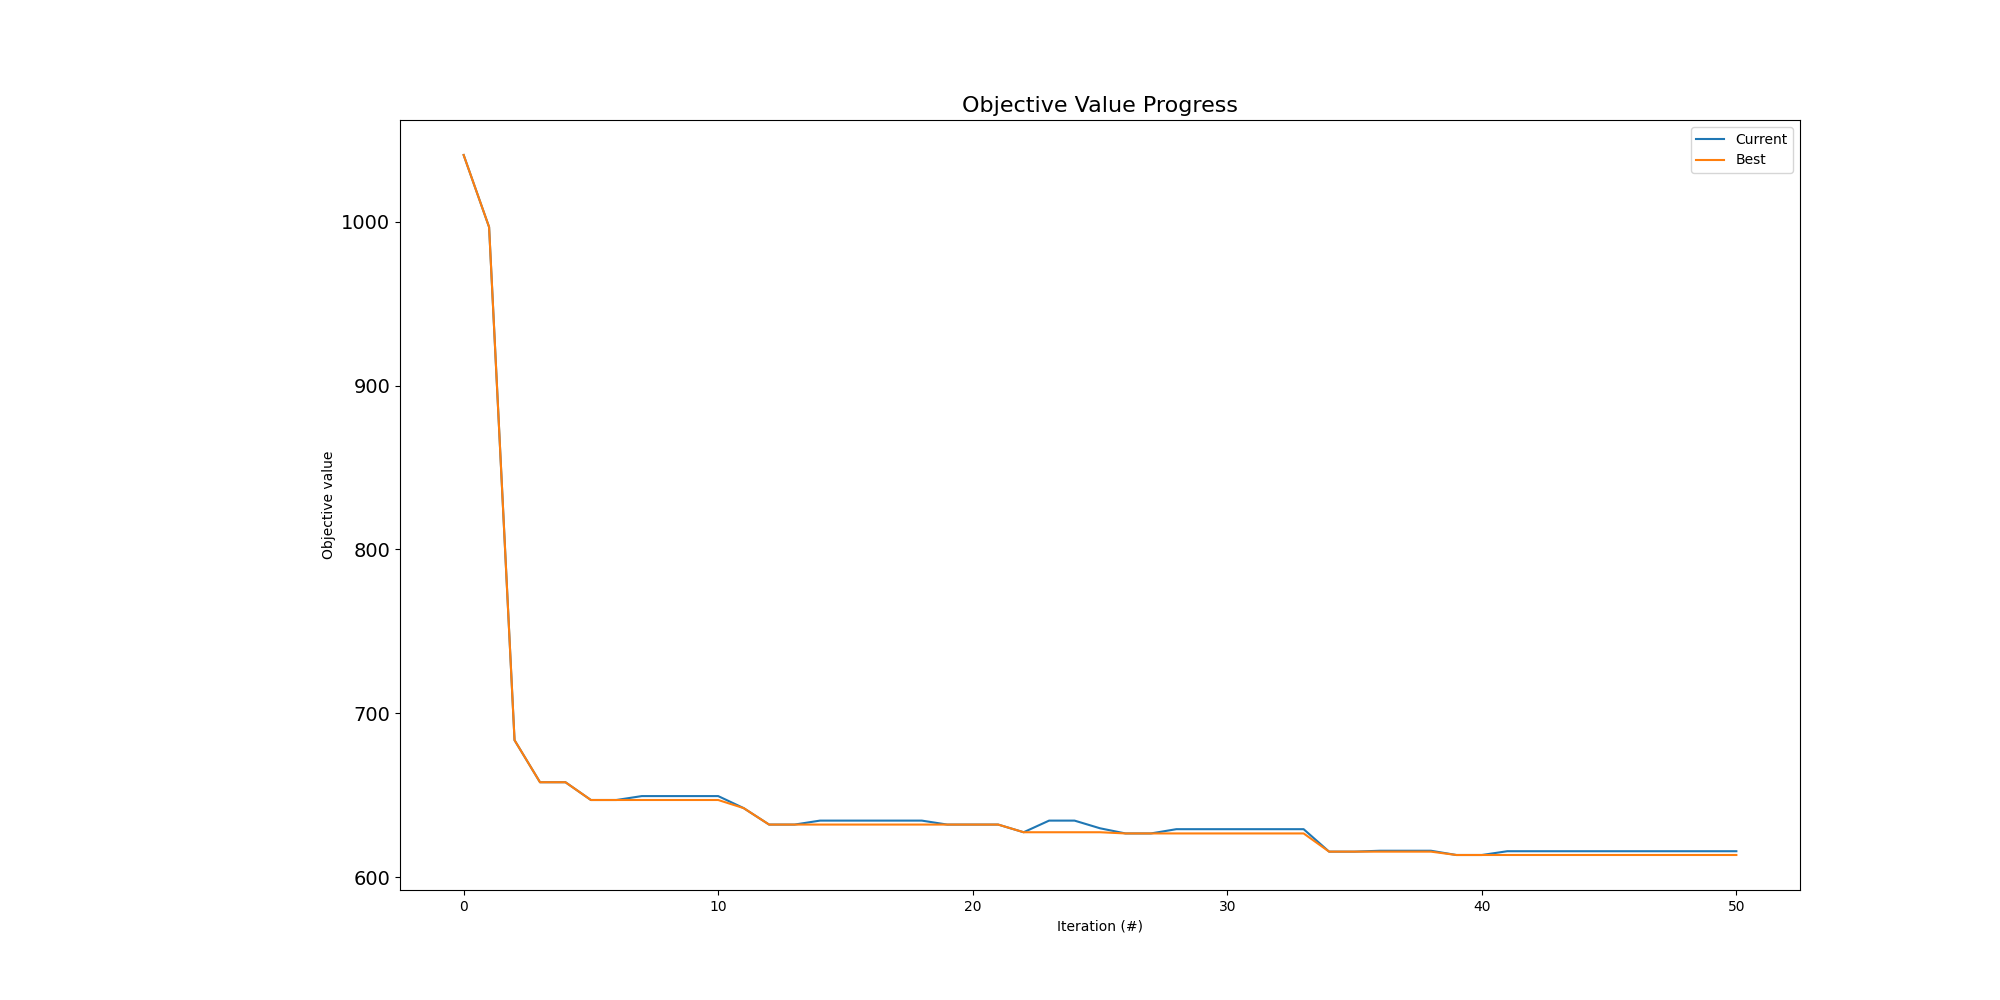 Objective Value Progress
Current
Best
1000
900
800
700
600
Objective value
0 10 20 30 40 50
Iteration (#)